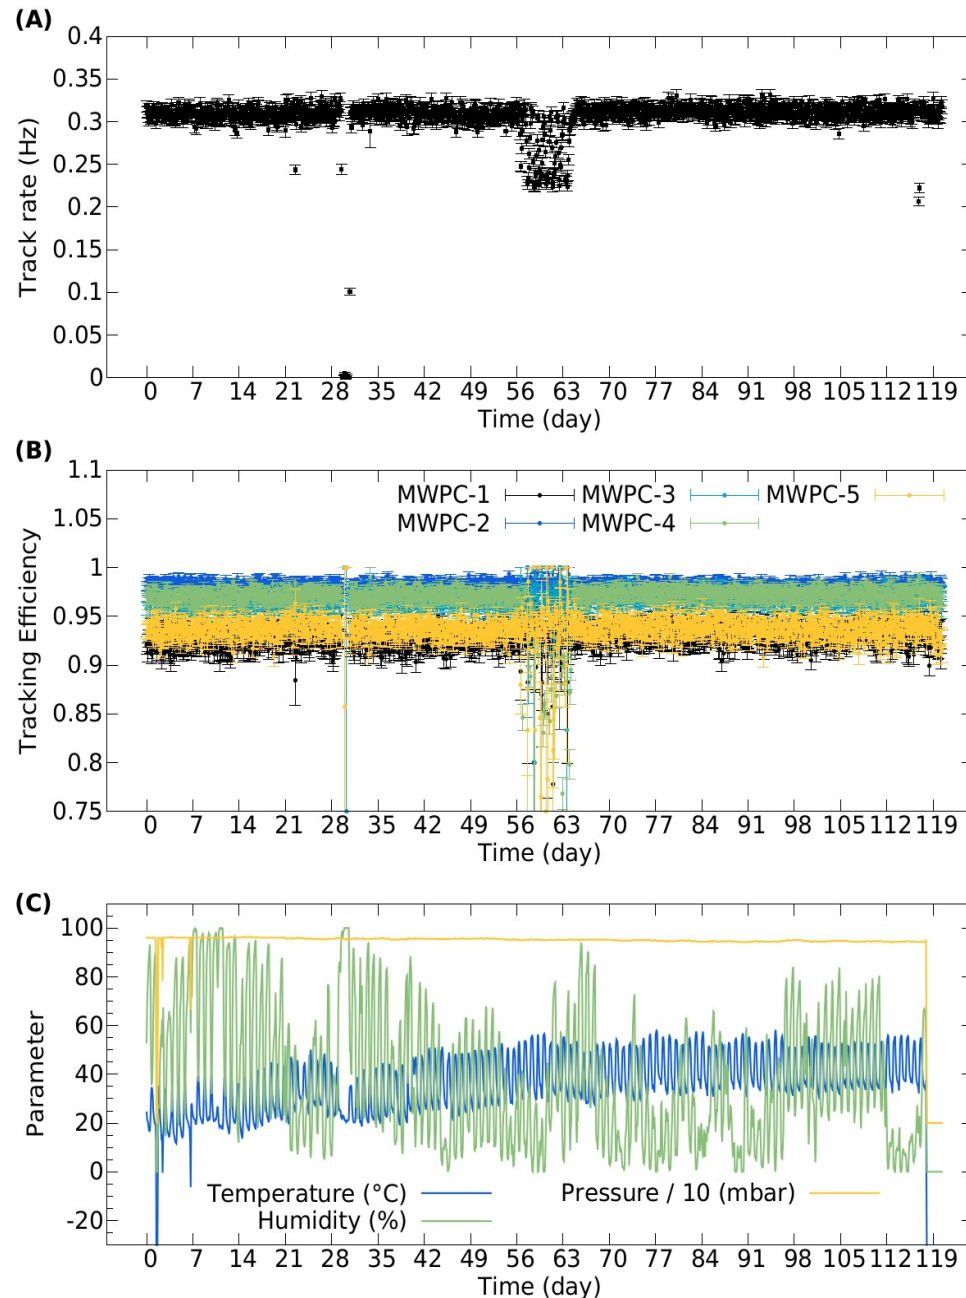 (A)
0.4
0.35
0.3
0.25
0.2
0.15
0.1
0.05
0
Track rate (Hz)
0 7 14 21 28 35 42 49 56 63 70 77 84 91 98 105 112 119
Time (day)
(B)
1.1
1.05
1
0.95
0.9
0.85
0.8
0.75
Tracking Efficiency
MWPC-1 MWPC-3 MWPC-5
MWPC-2 MWPC-4
0 7 14 21 28 35 42 49 56 63 70 77 84 91 98 105 112 119
Time (day)
(C)
100
80
60
40
20
0
-20
Parameter
Temperature (°C) Pressure / 10 (mbar)
Humidity (%)
0 7 14 21 28 35 42 49 56 63 70 77 84 91 98 105 112 119
Time (day)